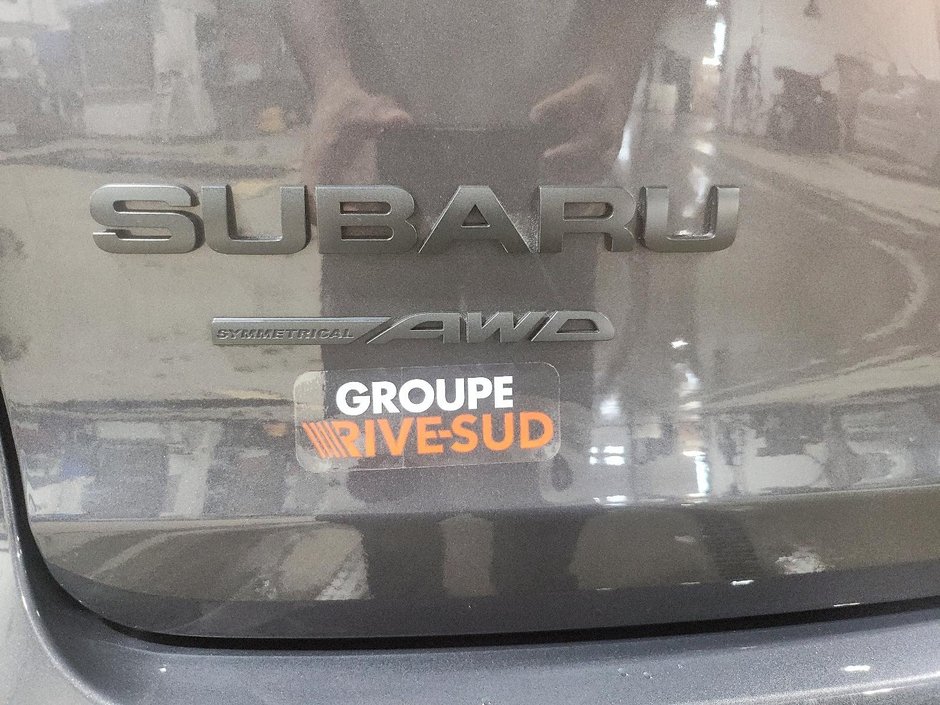 SUBARU
SYMMETRICAL AWD
GROUPE
RIVE-SUD